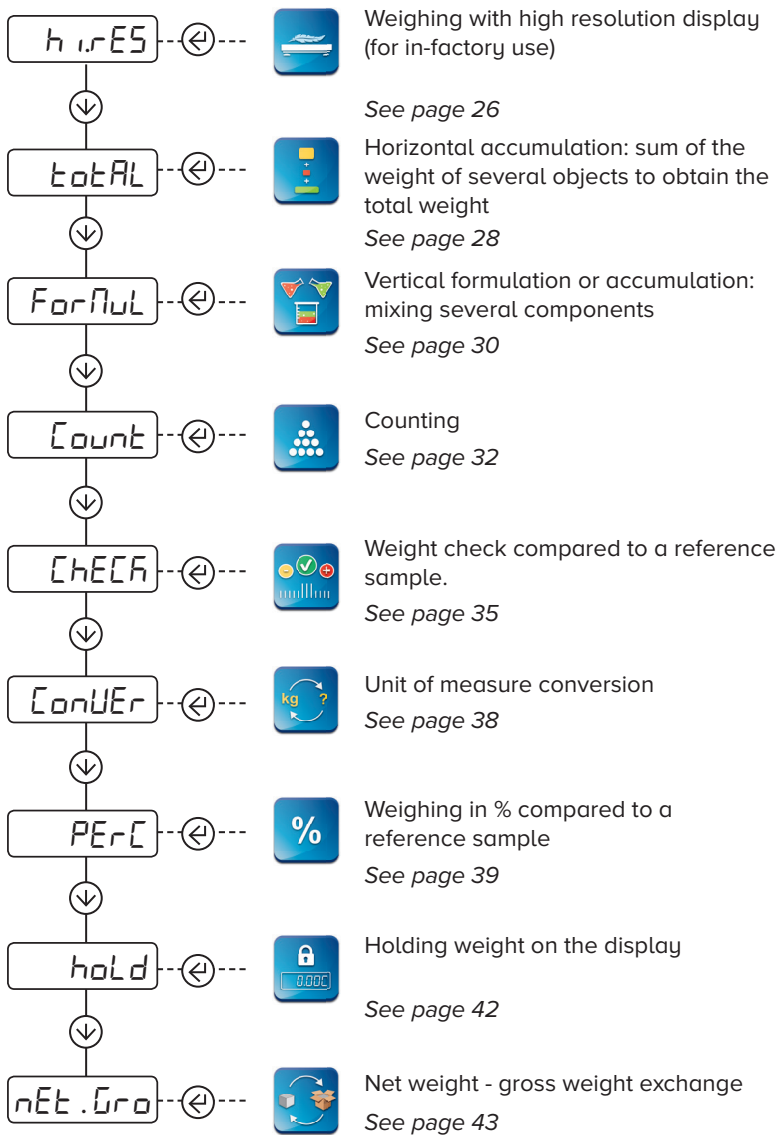 hi.rES
Weighing with high resolution display
(for in-factory use)
See page 26
totAL
Horizontal accumulation: sum of the
weight of several objects to obtain the
total weight
See page 28
ForMuL
Vertical formulation or accumulation:
mixing several components
See page 30
Count
Counting
See page 32
ChECK
Weight check compared to a reference
sample.
See page 35
ConVEr
kg ?
Unit of measure conversion
See page 38
PErC
%
Weighing in % compared to a
reference sample
See page 39
hoLd
0.00C
Holding weight on the display
See page 42
nEt.Gro
Net weight - gross weight exchange
See page 43